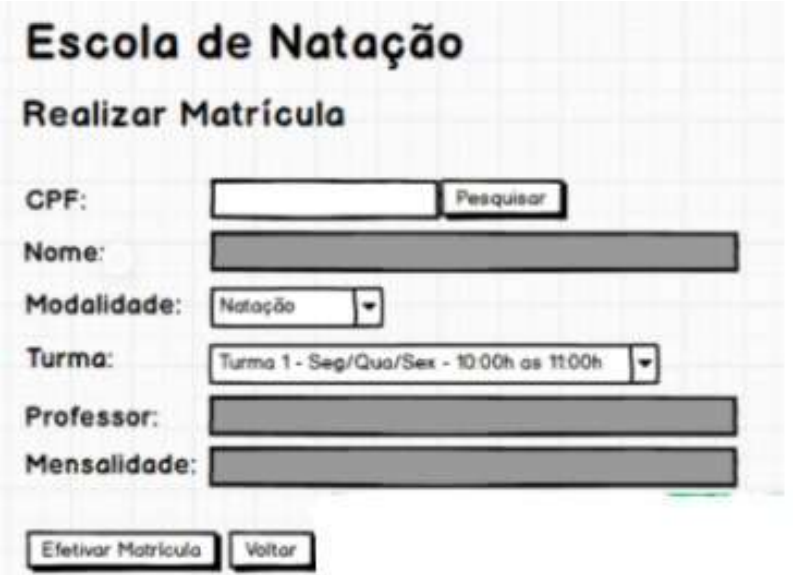 Escola de Natação
Realizar Matrícula
CPF: Pesquisar
Nome:
Modalidade: Natação
Turma: Turma 1 - Seg/Qua/Sex - 10:00h as 11:00h
Professor:
Mensalidade:
Efetivar Matrícula Voltar